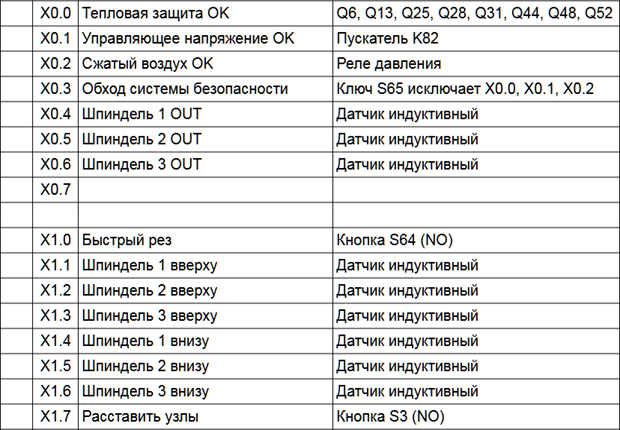 X0.0 Тепловая защита OK Q6, Q13, Q25, Q28, Q31, Q44, Q48, Q52
X0.1 Управляющее напряжение OK Пускатель K82
X0.2 Сжатый воздух OK Реле давления
X0.3 Обход системы безопасности Ключ S65 исключает X0.0, X0.1, X0.2
X0.4 Шпиндель 1 OUT Датчик индуктивный
X0.5 Шпиндель 2 OUT Датчик индуктивный
X0.6 Шпиндель 3 OUT Датчик индуктивный
X0.7
X1.0 Быстрый рез Кнопка S64 (NO)
X1.1 Шпиндель 1 вверху Датчик индуктивный
X1.2 Шпиндель 2 вверху Датчик индуктивный
X1.3 Шпиндель 3 вверху Датчик индуктивный
X1.4 Шпиндель 1 внизу Датчик индуктивный
X1.5 Шпиндель 2 внизу Датчик индуктивный
X1.6 Шпиндель 3 внизу Датчик индуктивный
X1.7 Расставить узлы Кнопка S3 (NO)